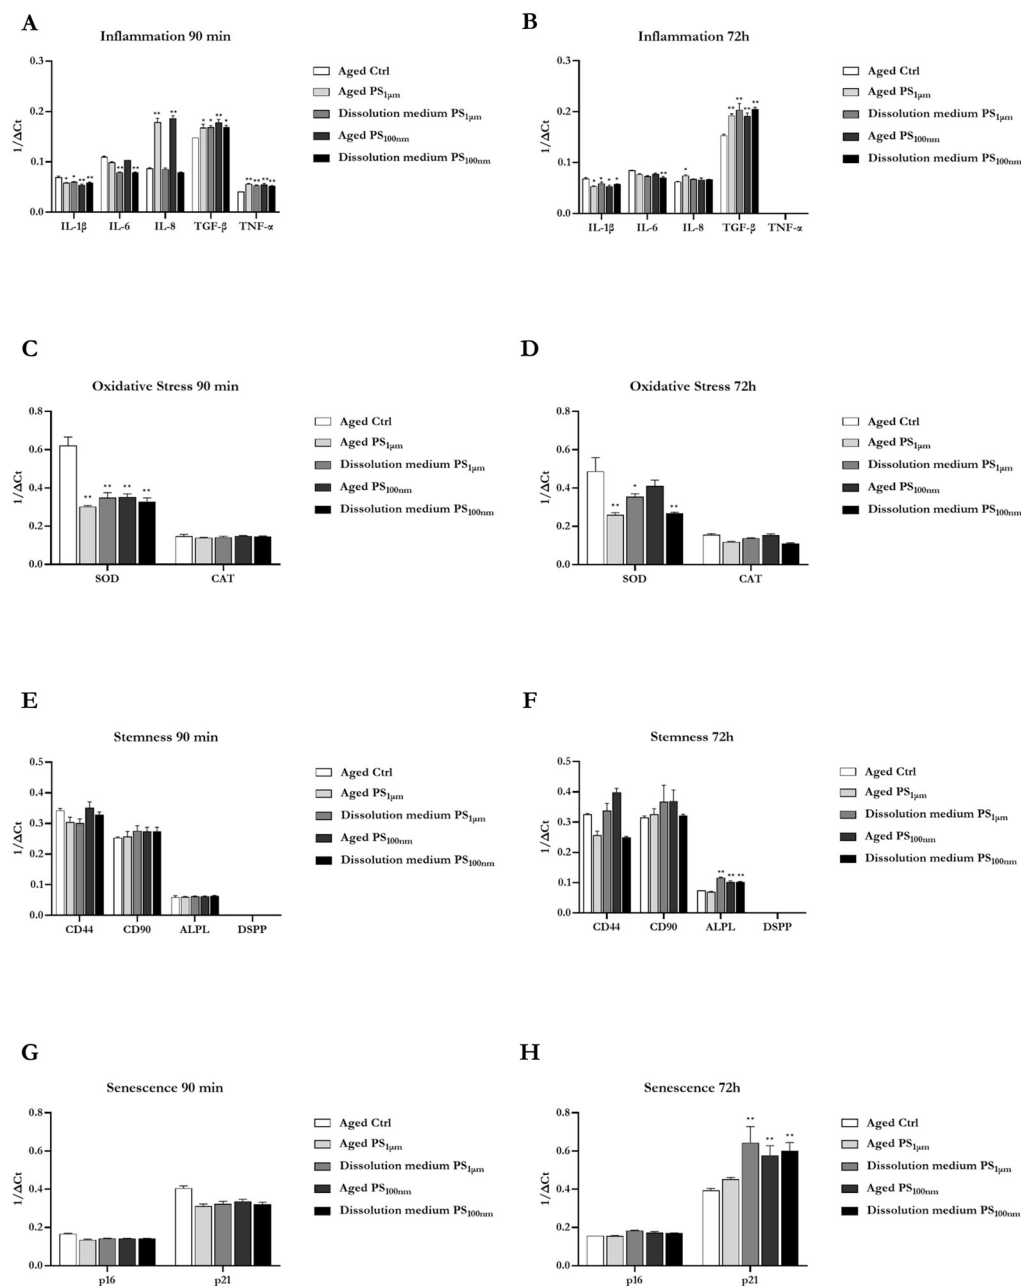 A
Inflammation 90 min
0.3
0.2
0.1
0.0
1/ΔCt
** ** * * ** * * ** ** ** ** ** ** ** ** **
IL-1β IL-6 IL-8 TGF-β TNF-α
Aged Ctrl
Aged PS1μm
Dissolution medium PS1μm
Aged PS100nm
Dissolution medium PS100nm
B
Inflammation 72h
0.3
0.2
0.1
0.0
1/ΔCt
** ** ** ** * * * * ** *
IL-1β IL-6 IL-8 TGF-β TNF-α
Aged Ctrl
Aged PS1μm
Dissolution medium PS1μm
Aged PS100nm
Dissolution medium PS100nm
C
Oxidative Stress 90 min
0.8
0.6
0.4
0.2
0.0
1/ΔCt
** ** ** **
SOD CAT
Aged Ctrl
Aged PS1μm
Dissolution medium PS1μm
Aged PS100nm
Dissolution medium PS100nm
D
Oxidative Stress 72h
0.8
0.6
0.4
0.2
0.0
1/ΔCt
** * **
SOD CAT
Aged Ctrl
Aged PS1μm
Dissolution medium PS1μm
Aged PS100nm
Dissolution medium PS100nm
E
Stemness 90 min
0.5
0.4
0.3
0.2
0.1
0.0
1/ΔCt
CD44 CD90 ALPL DSPP
Aged Ctrl
Aged PS1μm
Dissolution medium PS1μm
Aged PS100nm
Dissolution medium PS100nm
F
Stemness 72h
0.5
0.4
0.3
0.2
0.1
0.0
1/ΔCt
** ** **
CD44 CD90 ALPL DSPP
Aged Ctrl
Aged PS1μm
Dissolution medium PS1μm
Aged PS100nm
Dissolution medium PS100nm
G
Senescence 90 min
0.8
0.6
0.4
0.2
0.0
1/ΔCt
p16 p21
Aged Ctrl
Aged PS1μm
Dissolution medium PS1μm
Aged PS100nm
Dissolution medium PS100nm
H
Senescence 72h
0.8
0.6
0.4
0.2
0.0
1/ΔCt
** ** **
p16 p21
Aged Ctrl
Aged PS1μm
Dissolution medium PS1μm
Aged PS100nm
Dissolution medium PS100nm